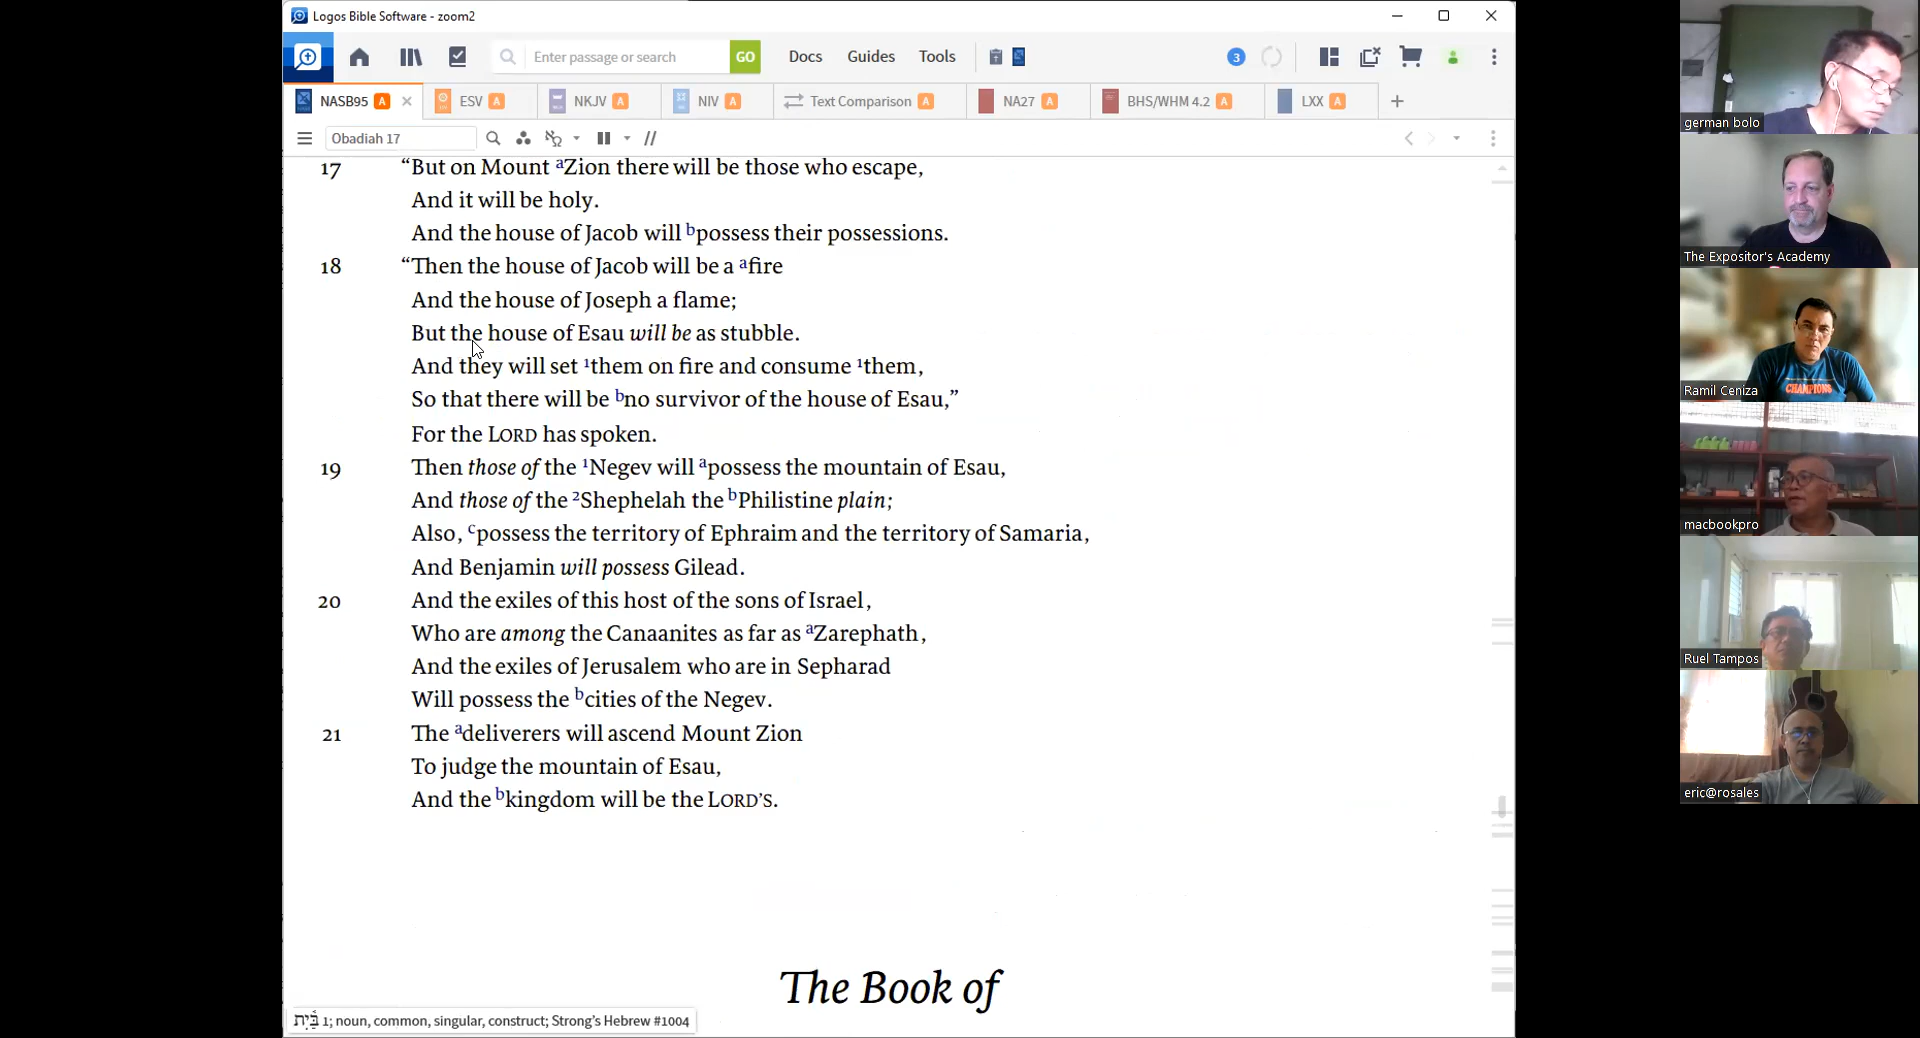 Logos Bible Software - zoom2
Enter passage or search
GO
Docs
Guides
Tools
3
NASB95 A
ESV A
NKJV A
NIV A
Text Comparison A
NA27 A
BHS/WHM 4.2 A
LXX A
Obadiah 17
17 “But on Mount aZion there will be those who escape,
And it will be holy.
And the house of Jacob will bpossess their possessions.
18 “Then the house of Jacob will be a afire
And the house of Joseph a flame;
But the house of Esau will be as stubble.
And they will set 1them on fire and consume 1them,
So that there will be bno survivor of the house of Esau,”
For the LORD has spoken.
19 Then those of the 1Negev will apossess the mountain of Esau,
And those of the 2Shephelah the bPhilistine plain;
Also, cpossess the territory of Ephraim and the territory of Samaria,
And Benjamin will possess Gilead.
20 And the exiles of this host of the sons of Israel,
Who are among the Canaanites as far as aZarephath,
And the exiles of Jerusalem who are in Sepharad
Will possess the bcities of the Negev.
21 The adeliverers will ascend Mount Zion
To judge the mountain of Esau,
And the bkingdom will be the LORD’S.
The Book of
1; noun, common, singular, construct; Strong’s Hebrew #1004
german bolo
The Expositor's Academy
Ramil Ceniza
CHAMPIONS
macbookpro
Ruel Tampos
eric@rosales